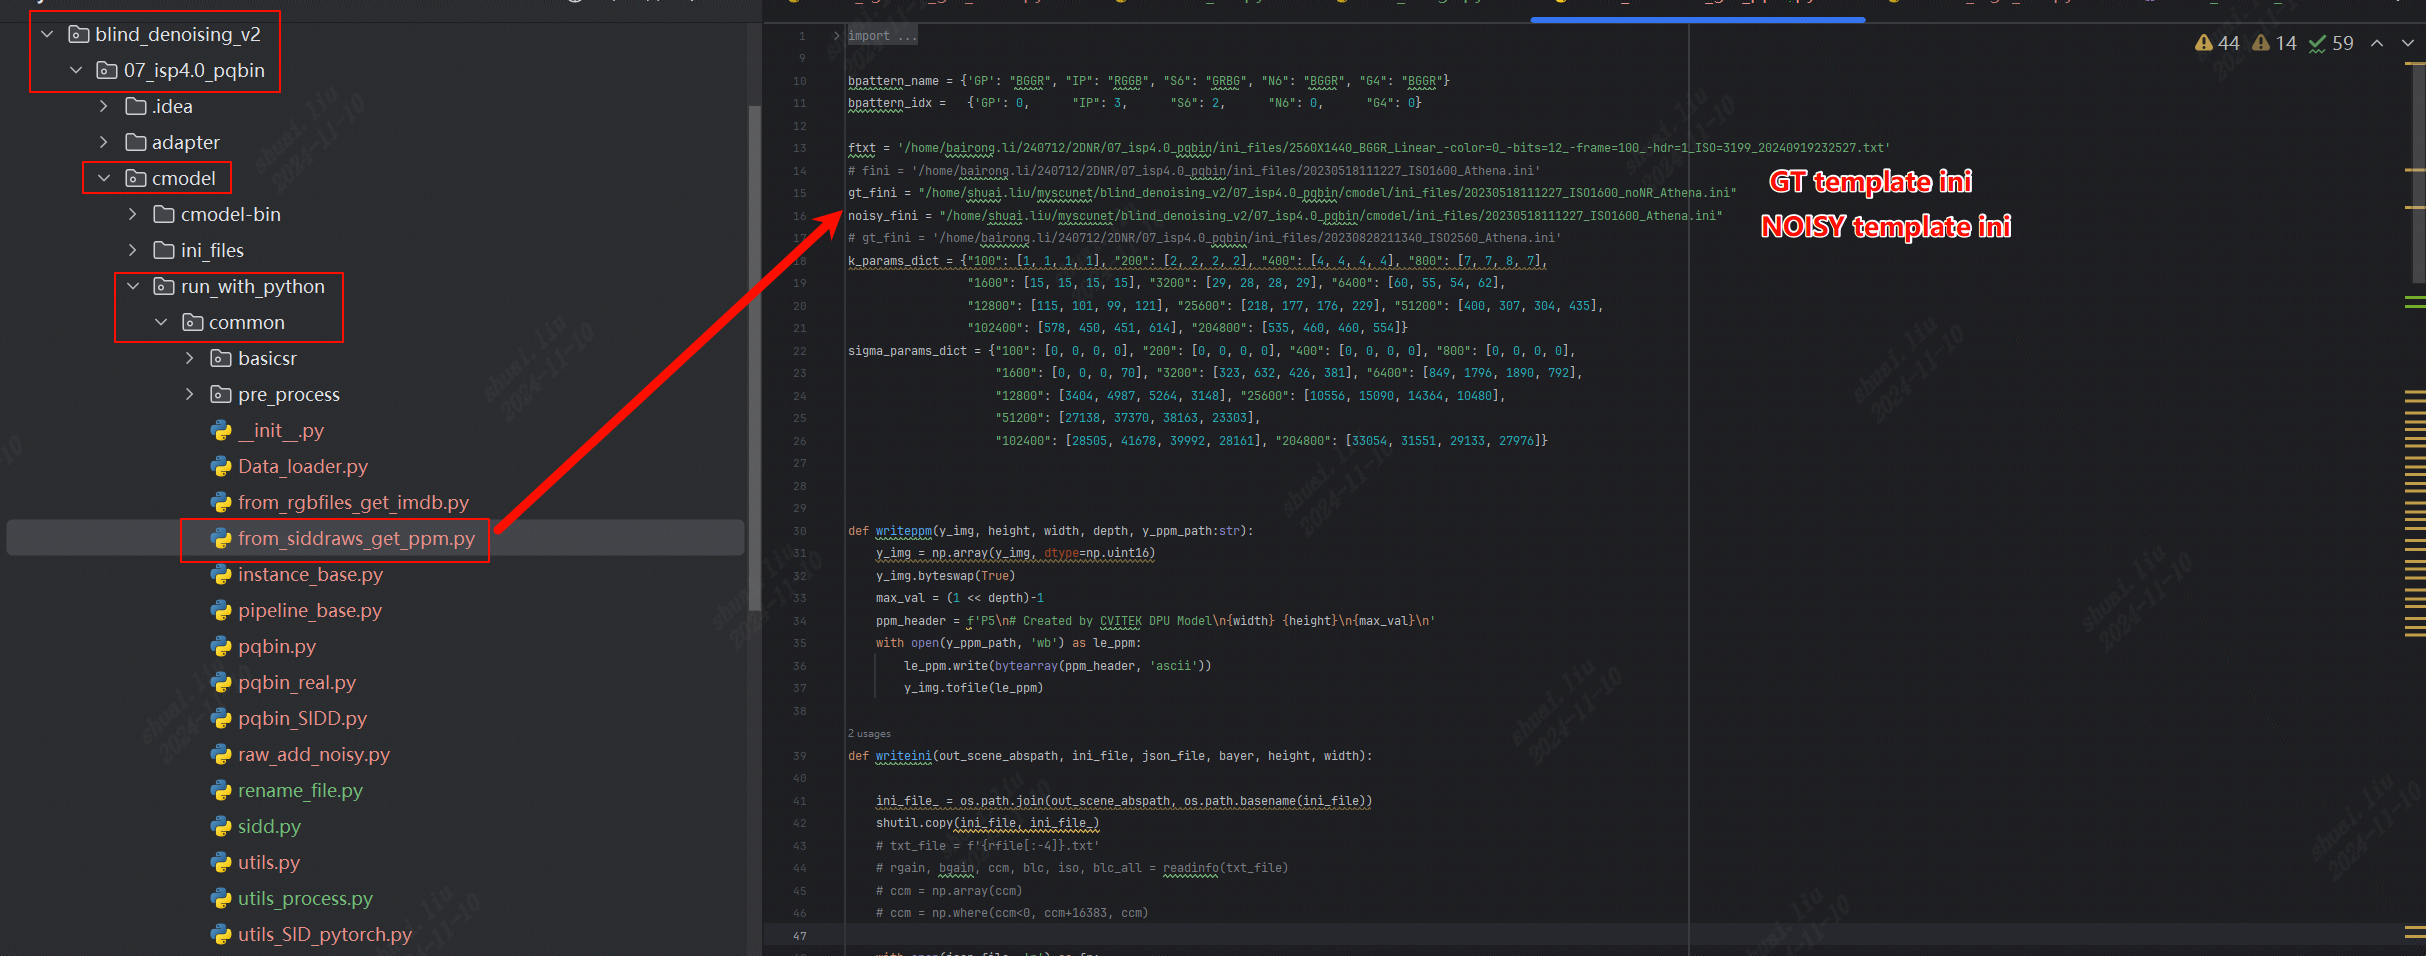 blind_denoising_v2
07_isp4.0_pqbin
.idea
adapter
cmodel
cmodel-bin
ini_files
run_with_python
common
basicsr
pre_process
__init__.py
Data_loader.py
from_rgbfiles_get_imdb.py
from_siddraws_get_ppm.py
instance_base.py
pipeline_base.py
pqbin.py
pqbin_real.py
pqbin_SIDD.py
raw_add_noisy.py
rename_file.py
sidd.py
utils.py
utils_process.py
utils_SID_pytorch.py
44 14 59
1 import ...
9
10 bpattern_name = {'GP': "BGGR", "IP": "RGGB", "S6": "GRBG", "N6": "BGGR", "G4": "BGGR"}
11 bpattern_idx = {'GP': 0, "IP": 3, "S6": 2, "N6": 0, "G4": 0}
12
13 ftxt = '/home/bairong.li/240712/2DNR/07_isp4.0_pqbin/ini_files/2560X1440_BGGR_Linear_-color=0_-bits=12_-frame=100_-hdr=1_ISO=3199_20240919232527.txt'
14 # fini = '/home/bairong.li/240712/2DNR/07_isp4.0_pqbin/ini_files/20230518111227_ISO1600_Athena.ini'
15 gt_fini = "/home/shuai.liu/myscunet/blind_denoising_v2/07_isp4.0_pqbin/cmodel/ini_files/20230518111227_ISO1600_noNR_Athena.ini"
GT template ini
16 noisy_fini = "/home/shuai.liu/myscunet/blind_denoising_v2/07_isp4.0_pqbin/cmodel/ini_files/20230518111227_ISO1600_Athena.ini"
NOISY template ini
17 # gt_fini = '/home/bairong.li/240712/2DNR/07_isp4.0_pqbin/ini_files/20230828211340_ISO2560_Athena.ini'
18 k_params_dict = {"100": [1, 1, 1, 1], "200": [2, 2, 2, 2], "400": [4, 4, 4, 4], "800": [7, 7, 8, 7],
19 "1600": [15, 15, 15, 15], "3200": [29, 28, 28, 29], "6400": [60, 55, 54, 62],
20 "12800": [115, 101, 99, 121], "25600": [218, 177, 176, 229], "51200": [400, 307, 304, 435],
21 "102400": [578, 450, 451, 614], "204800": [535, 460, 460, 554]}
22 sigma_params_dict = {"100": [0, 0, 0, 0], "200": [0, 0, 0, 0], "400": [0, 0, 0, 0], "800": [0, 0, 0, 0],
23 "1600": [0, 0, 0, 70], "3200": [323, 632, 426, 381], "6400": [849, 1796, 1890, 792],
24 "12800": [3404, 4987, 5264, 3148], "25600": [10556, 15090, 14364, 10480],
25 "51200": [27138, 37370, 38163, 23303],
26 "102400": [28505, 41678, 39992, 28161], "204800": [33054, 31551, 29133, 27976]}
27
28
29
30 def writeppm(y_img, height, width, depth, y_ppm_path:str):
31 y_img = np.array(y_img, dtype=np.uint16)
32 y_img.byteswap(True)
33 max_val = (1 << depth)-1
34 ppm_header = f'P5\n# Created by CVITEK DPU Model\n{width} {height}\n{max_val}\n'
35 with open(y_ppm_path, 'wb') as le_ppm:
36 le_ppm.write(bytearray(ppm_header, 'ascii'))
37 y_img.tofile(le_ppm)
38
2 usages
39 def writeini(out_scene_abspath, ini_file, json_file, bayer, height, width):
40
41 ini_file_ = os.path.join(out_scene_abspath, os.path.basename(ini_file))
42 shutil.copy(ini_file, ini_file_)
43 # txt_file = f'{rfile[:-4]}.txt'
44 # rgain, bgain, ccm, blc, iso, blc_all = readinfo(txt_file)
45 # ccm = np.array(ccm)
46 # ccm = np.where(ccm<0, ccm+16383, ccm)
47
shuai.liu
2024-11-10